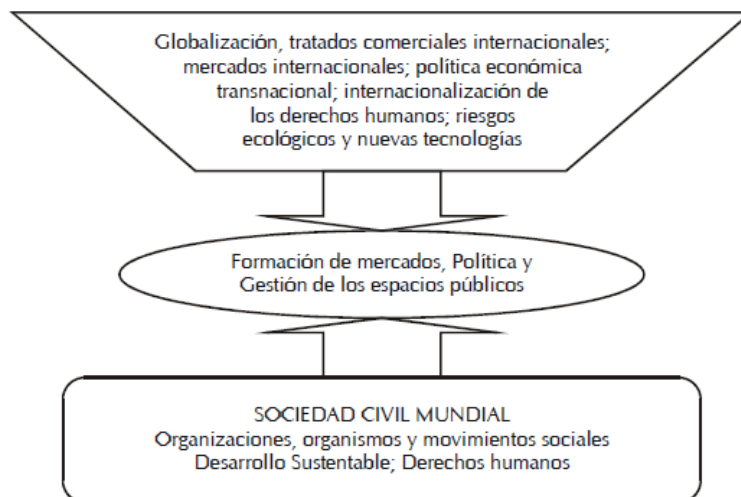 Globalización, tratados comerciales internacionales;
mercados internacionales; política económica
transnacional; internacionalización de
los derechos humanos; riesgos
ecológicos y nuevas tecnologías
Formación de mercados, Política y
Gestión de los espacios públicos
SOCIEDAD CIVIL MUNDIAL
Organizaciones, organismos y movimientos sociales
Desarrollo Sustentable; Derechos humanos